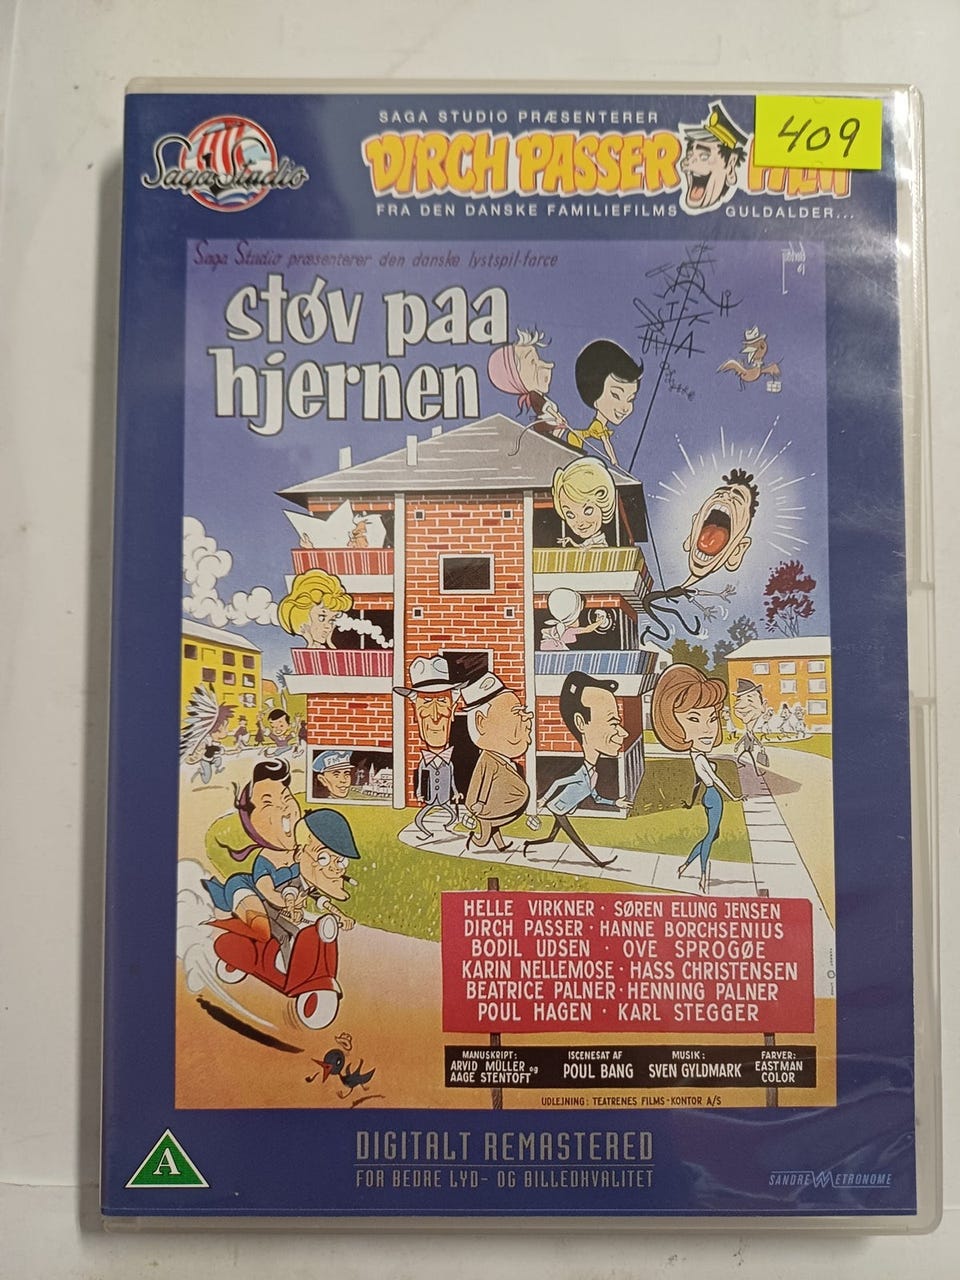 SAGA STUDIO PRÆSENTERER
409
Saga Studio
DIRCH PASSER FILM
FRA DEN DANSKE FAMILIEFILMS GULDALDER...
Saga Studio præsenterer den danske lystspil-farce
støv paa
hjernen
HELLE VIRKNER · SØREN ELUNG JENSEN
DIRCH PASSER · HANNE BORCHSENIUS
BODIL UDSEN · OVE SPROGØE
KARIN NELLEMOSE · HASS CHRISTENSEN
BEATRICE PALNER · HENNING PALNER
POUL HAGEN · KARL STEGGER
MANUSKRIPT:
ARVID MÜLLER og
AAGE STENTOFT
ISCENESAT AF
POUL BANG
MUSIK:
SVEN GYLDMARK
FARVER:
EASTMAN
COLOR
UDLEJNING: TEATRENES FILMS-KONTOR A/S
DIGITALT REMASTERED
FOR BEDRE LYD- OG BILLEDKVALITET
A
SANDREW METRONOME